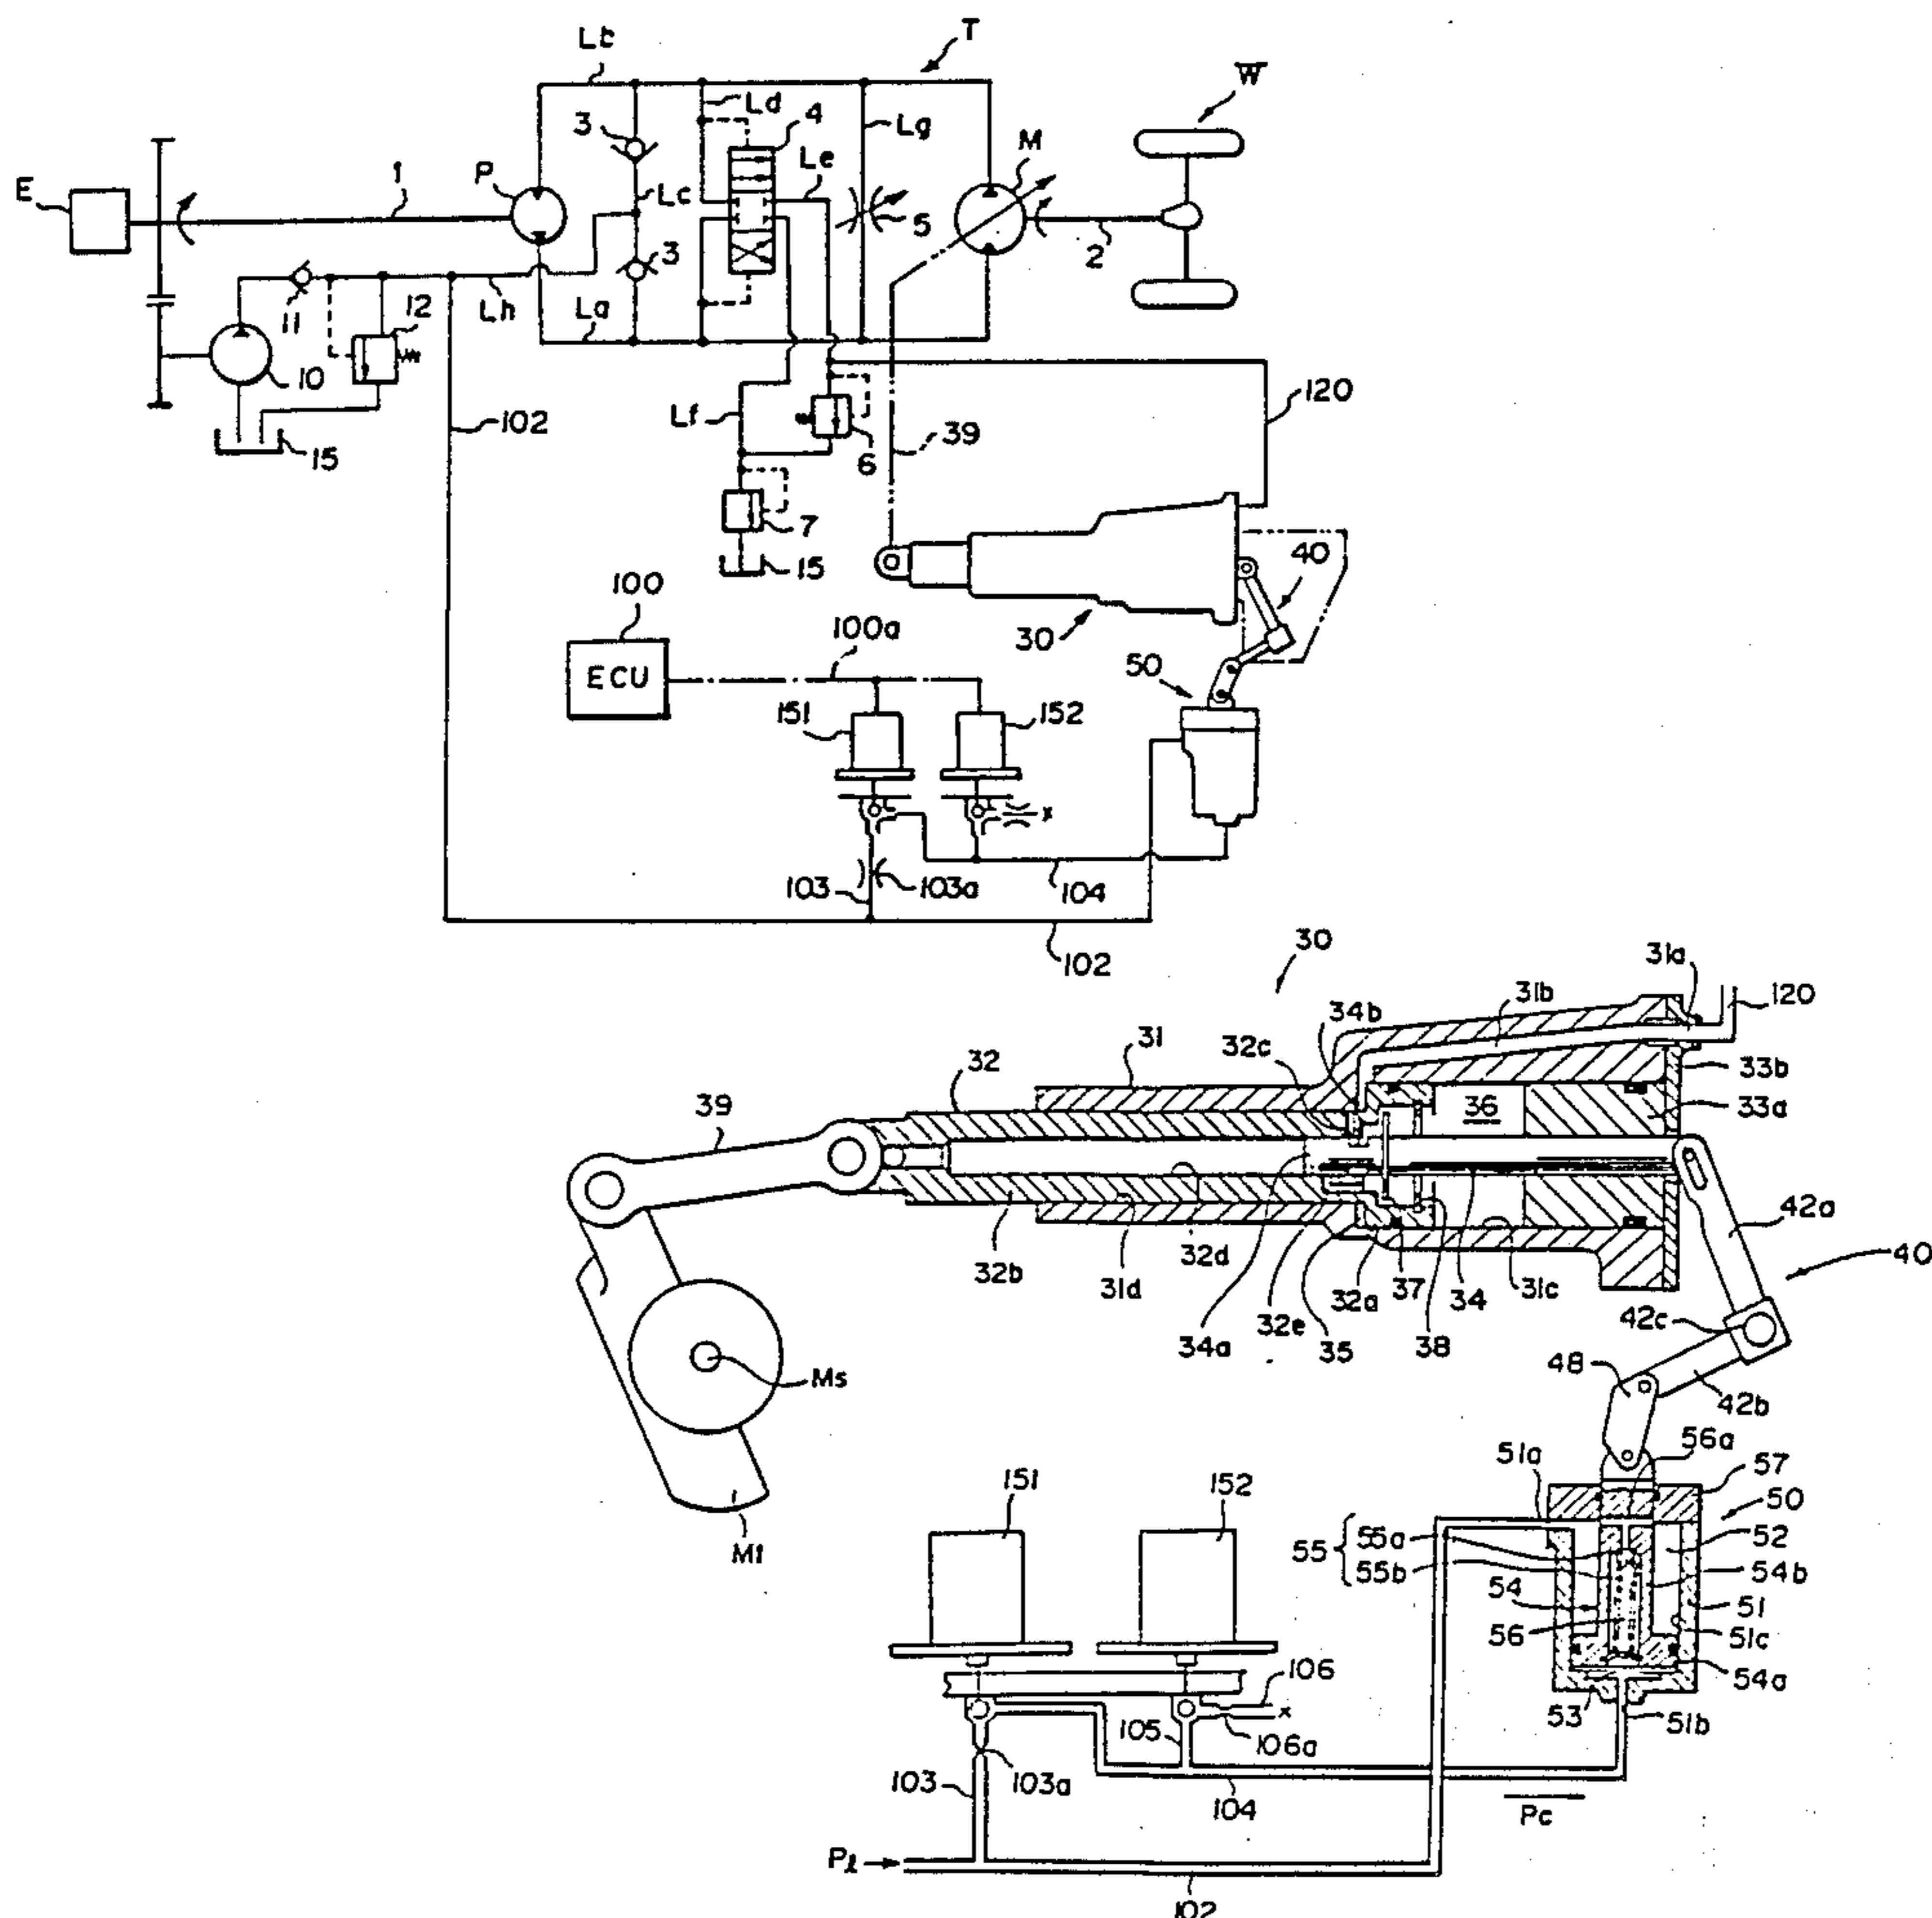 Lb
T
W
Ld
4
3
Lg
M
E
1
P
Le
Lc
5
3
2
11
Lh
12
La
10
120
102
Lf
6
39
15
7
15
40
100
30
100a
ECU
50
151
152
x
103
103a
104
102
30
31a
31b
120
34b
31
32c
33b
32
36
33a
39
42a
32b
31d
32d
32a
37
34
31c
40
34a
32e
35
38
42c
Ms
48
42b
56a
51a
57
151
152
50
55
55a
52
55b
54b
M1
54
51
56
51c
106
54a
x
53
105
51b
106a
103
103a
104
Pc
Pl
102